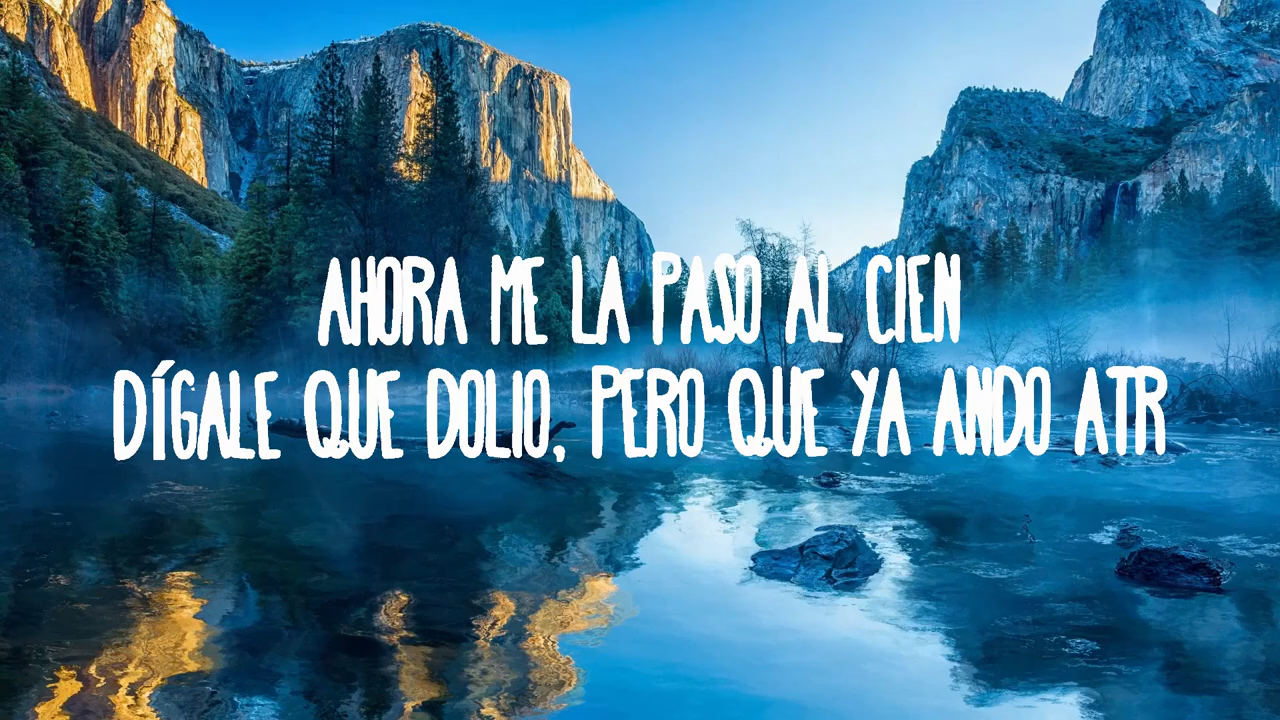 AHORA ME LA PASO AL CIEN
DÍGALE QUE DOLIO, PERO QUE YA ANDO ATR